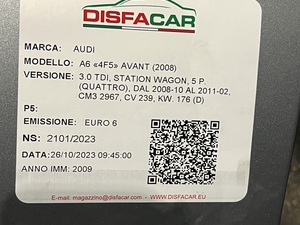 DISFACAR
MARCA: AUDI
MODELLO: A6 «4F5» AVANT (2008)
VERSIONE: 3.0 TDI, STATION WAGON, 5 P.
(QUATTRO), DAL 2008-10 AL 2011-02,
CM3 2967, CV 239, KW. 176 (D)
P5:
EMISSIONE: EURO 6
NS: 2101/2023
DATA:26/10/2023 09:45:00
ANNO IMM: 2009
E-Mail: magazzino@disfacar.com
WWW.DISFACAR.EU